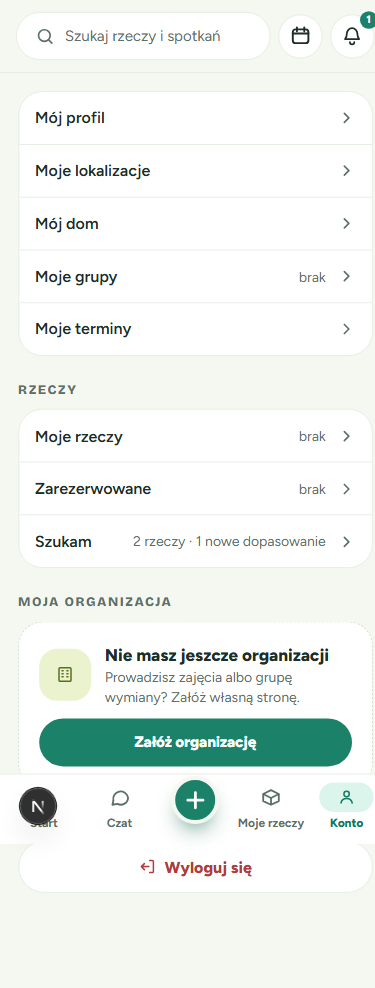 Szukaj rzeczy i spotkań
1
Mój profil
Moje lokalizacje
Mój dom
Moje grupy brak
Moje terminy
RZECZY
Moje rzeczy brak
Zarezerwowane brak
Szukam 2 rzeczy · 1 nowe dopasowanie
MOJA ORGANIZACJA
Nie masz jeszcze organizacji
Prowadzisz zajęcia albo grupę
wymiany? Załóż własną stronę.
Załóż organizację
N
Start Czat Moje rzeczy Konto
Wyloguj się